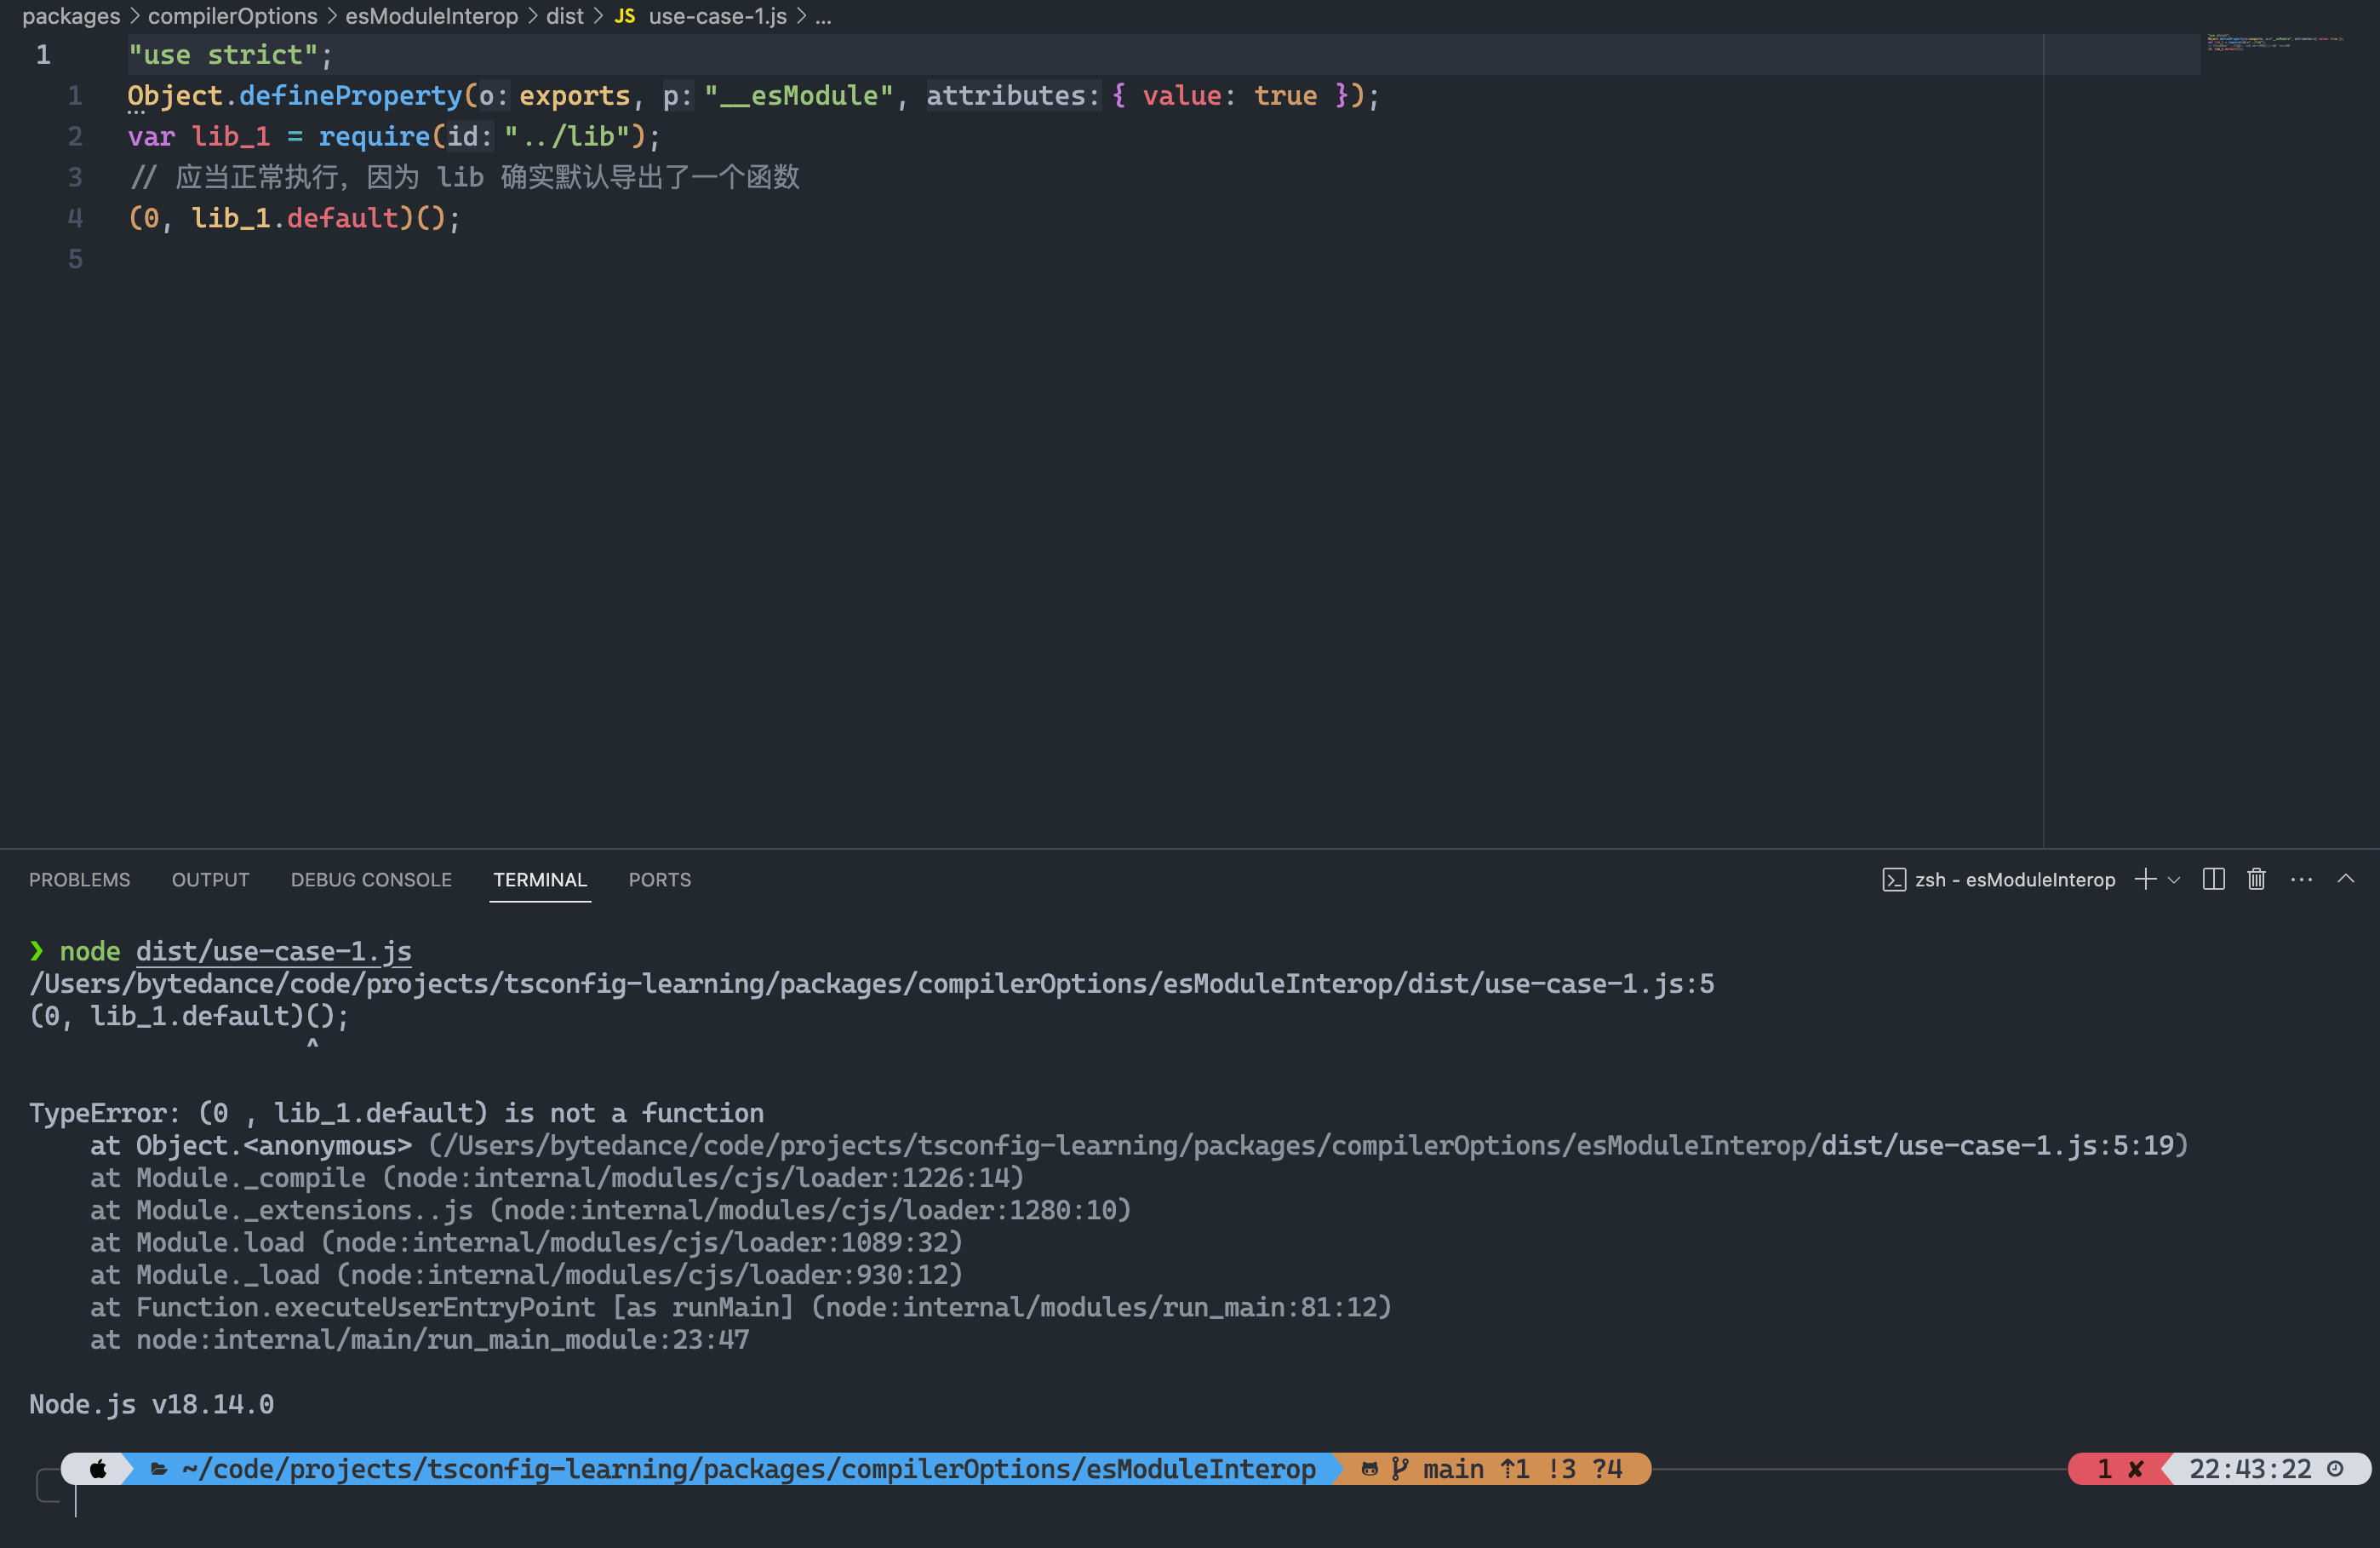 packages > compilerOptions > esModuleInterop > dist > JS use-case-1.js > ...
1 "use strict";
1 Object.defineProperty(o: exports, p: "__esModule", attributes: { value: true });
2 var lib_1 = require(id: "../lib");
3 // 应当正常执行，因为 lib 确实默认导出了一个函数
4 (0, lib_1.default)();
5
PROBLEMS OUTPUT DEBUG CONSOLE TERMINAL PORTS zsh - esModuleInterop
❯ node dist/use-case-1.js
/Users/bytedance/code/projects/tsconfig-learning/packages/compilerOptions/esModuleInterop/dist/use-case-1.js:5
(0, lib_1.default)();
^
TypeError: (0 , lib_1.default) is not a function
at Object.<anonymous> (/Users/bytedance/code/projects/tsconfig-learning/packages/compilerOptions/esModuleInterop/dist/use-case-1.js:5:19)
at Module._compile (node:internal/modules/cjs/loader:1226:14)
at Module._extensions..js (node:internal/modules/cjs/loader:1280:10)
at Module.load (node:internal/modules/cjs/loader:1089:32)
at Module._load (node:internal/modules/cjs/loader:930:12)
at Function.executeUserEntryPoint [as runMain] (node:internal/modules/run_main:81:12)
at node:internal/main/run_main_module:23:47
Node.js v18.14.0
~/code/projects/tsconfig-learning/packages/compilerOptions/esModuleInterop main ⇡1 !3 ?4 1 ✘ 22:43:22